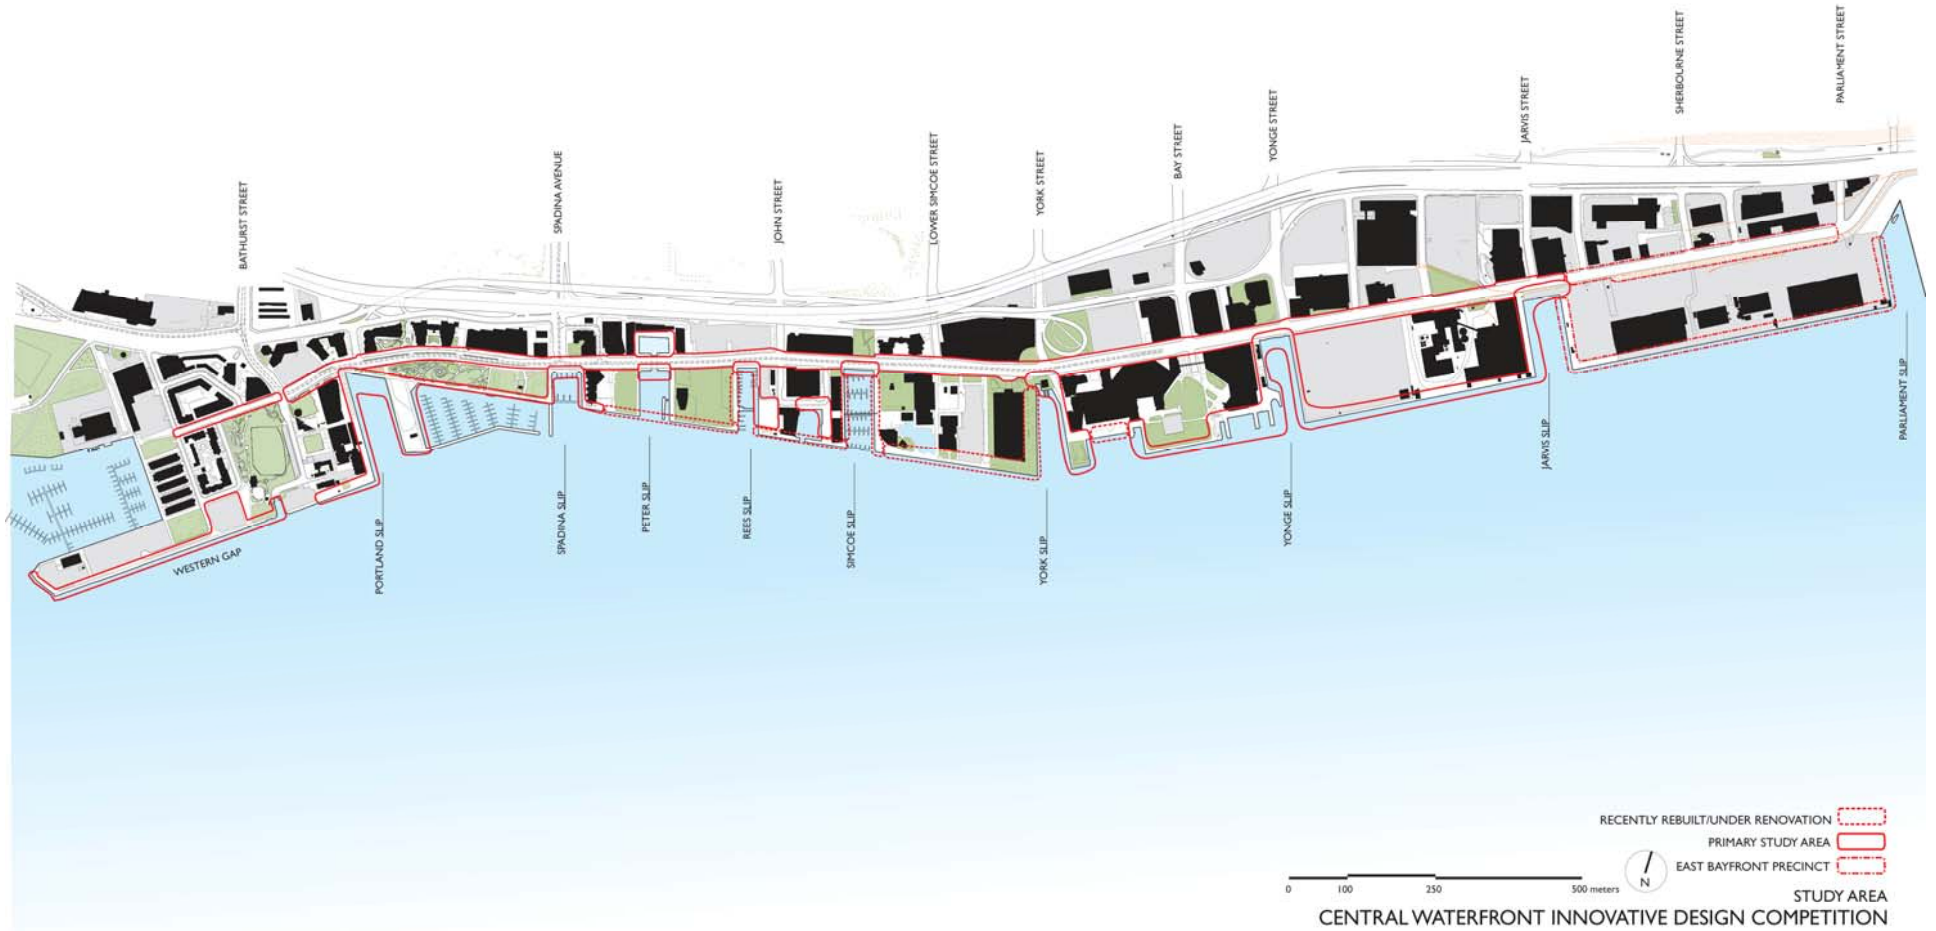 BATHURST STREET
SPADINA AVENUE
JOHN STREET
LOWER SIMCOE STREET
YORK STREET
BAY STREET
YONGE STREET
JARVIS STREET
SHERBOURNE STREET
PARLIAMENT STREET
WESTERN GAP
PORTLAND SLIP
SPADINA SLIP
PETER SLIP
REES SLIP
SIMCOE SLIP
YORK SLIP
YONGE SLIP
JARVIS SLIP
PARLIAMENT SLIP
RECENTLY REBUILT/UNDER RENOVATION
PRIMARY STUDY AREA
EAST BAYFRONT PRECINCT
0 100 250 500 meters
N
STUDY AREA
CENTRAL WATERFRONT INNOVATIVE DESIGN COMPETITION